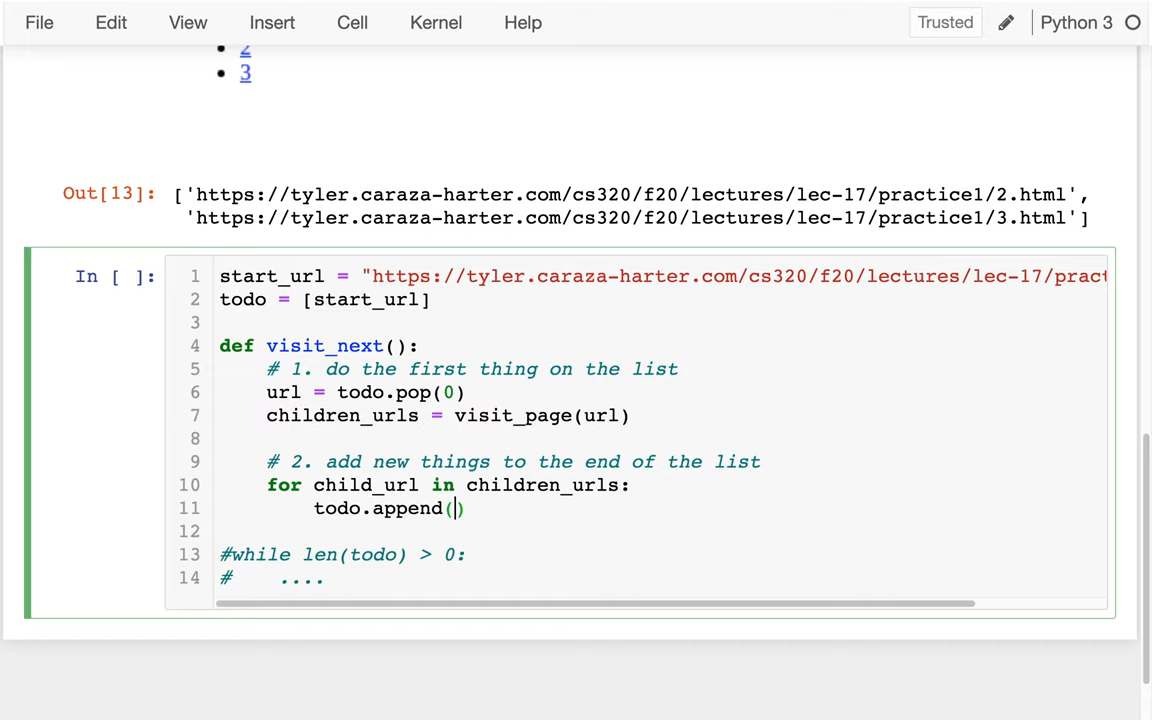 File Edit View Insert Cell Kernel Help Trusted Python 3
2
3
Out[13]: ['https://tyler.caraza-harter.com/cs320/f20/lectures/lec-17/practice1/2.html',
'https://tyler.caraza-harter.com/cs320/f20/lectures/lec-17/practice1/3.html']
In [ ]: 1 start_url = "https://tyler.caraza-harter.com/cs320/f20/lectures/lec-17/pract
2 todo = [start_url]
3
4 def visit_next():
5 # 1. do the first thing on the list
6 url = todo.pop(0)
7 children_urls = visit_page(url)
8
9 # 2. add new things to the end of the list
10 for child_url in children_urls:
11 todo.append()
12
13 #while len(todo) > 0:
14 # ....